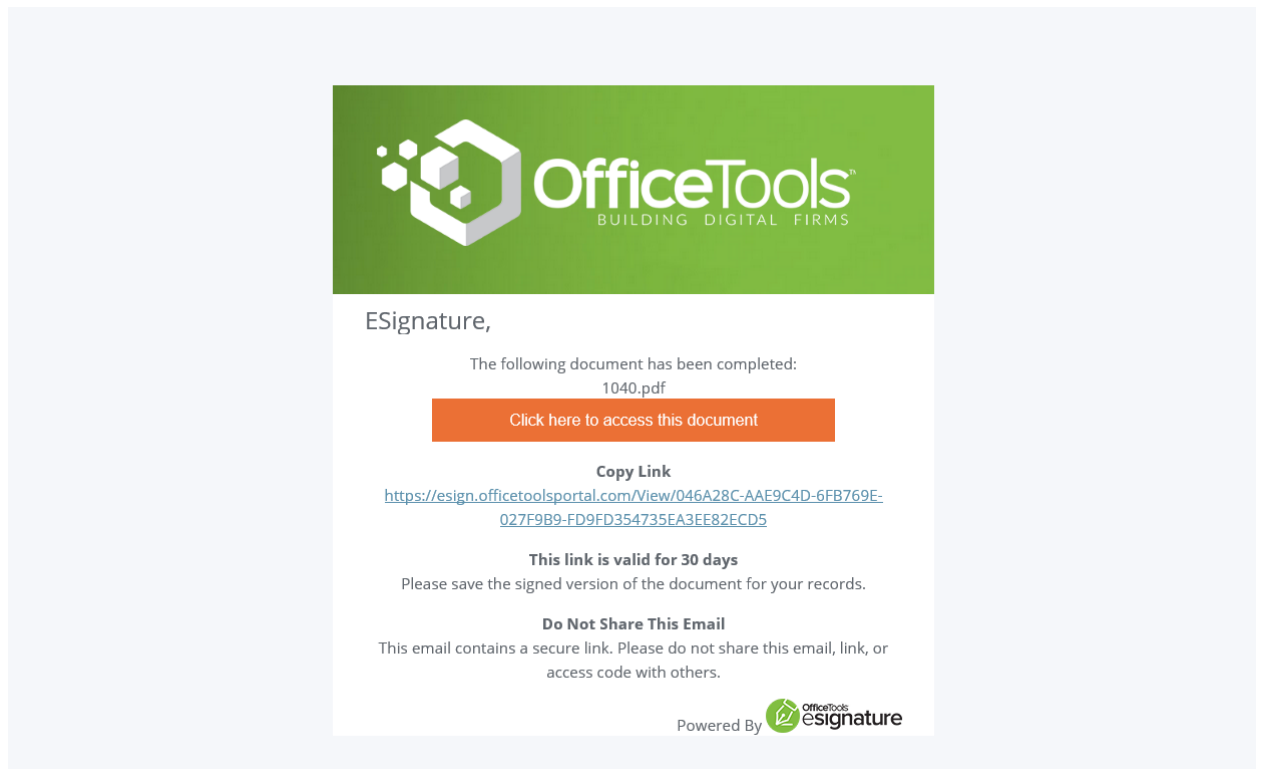 OfficeTools™
BUILDING DIGITAL FIRMS
ESignature,
The following document has been completed:
1040.pdf
Click here to access this document
Copy Link
https://esign.officetoolsportal.com/View/046A28C-AAE9C4D-6FB769E-
027F9B9-FD9FD354735EA3EE82ECD5
This link is valid for 30 days
Please save the signed version of the document for your records.
Do Not Share This Email
This email contains a secure link. Please do not share this email, link, or
access code with others.
Powered By
OfficeTools
esignature